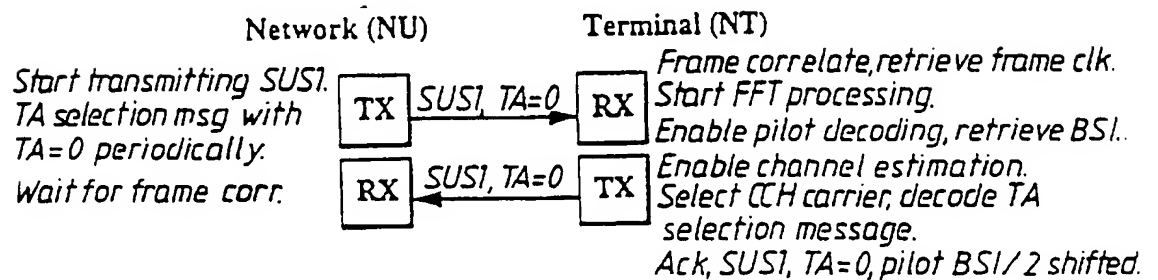 Network (NU)
Terminal (NT)
Start transmitting SUS1.
TA selection msg with
TA=0 periodically.
Wait for frame corr.
TX
SUS1, TA=0
RX
RX
SUS1, TA=0
TX
Frame correlate, retrieve frame clk.
Start FFT processing.
Enable pilot decoding, retrieve BSI.
Enable channel estimation.
Select CCH carrier, decode TA
selection message.
Ack, SUS1, TA=0, pilot BSI/2 shifted.